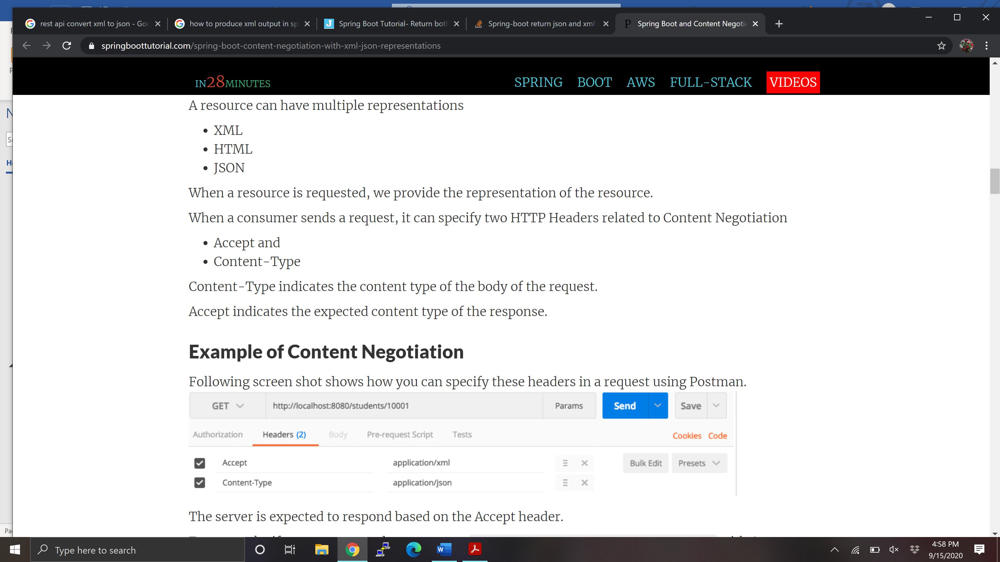 rest api convert xml to json - Goo
how to produce xml output in sp
Spring Boot Tutorial- Return both
Spring-boot return json and xml
Spring Boot and Content Negotia
springboottutorial.com/spring-boot-content-negotiation-with-xml-json-representations
IN28MINUTES
SPRING BOOT AWS FULL-STACK VIDEOS
A resource can have multiple representations
• XML
• HTML
• JSON
When a resource is requested, we provide the representation of the resource.
When a consumer sends a request, it can specify two HTTP Headers related to Content Negotiation
• Accept and
• Content-Type
Content-Type indicates the content type of the body of the request.
Accept indicates the expected content type of the response.
Example of Content Negotiation
Following screen shot shows how you can specify these headers in a request using Postman.
GET http://localhost:8080/students/10001 Params Send Save
Authorization Headers (2) Body Pre-request Script Tests Cookies Code
Accept application/xml Bulk Edit Presets
Content-Type application/json
The server is expected to respond based on the Accept header.
Type here to search
4:58 PM
9/15/2020